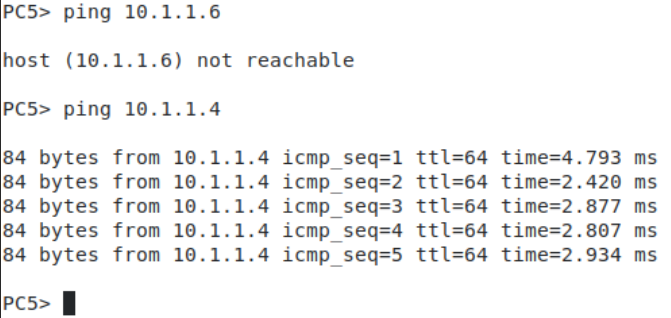 PC5> ping 10.1.1.6
host (10.1.1.6) not reachable
PC5> ping 10.1.1.4
84 bytes from 10.1.1.4 icmp_seq=1 ttl=64 time=4.793 ms
84 bytes from 10.1.1.4 icmp_seq=2 ttl=64 time=2.420 ms
84 bytes from 10.1.1.4 icmp_seq=3 ttl=64 time=2.877 ms
84 bytes from 10.1.1.4 icmp_seq=4 ttl=64 time=2.807 ms
84 bytes from 10.1.1.4 icmp_seq=5 ttl=64 time=2.934 ms
PC5>